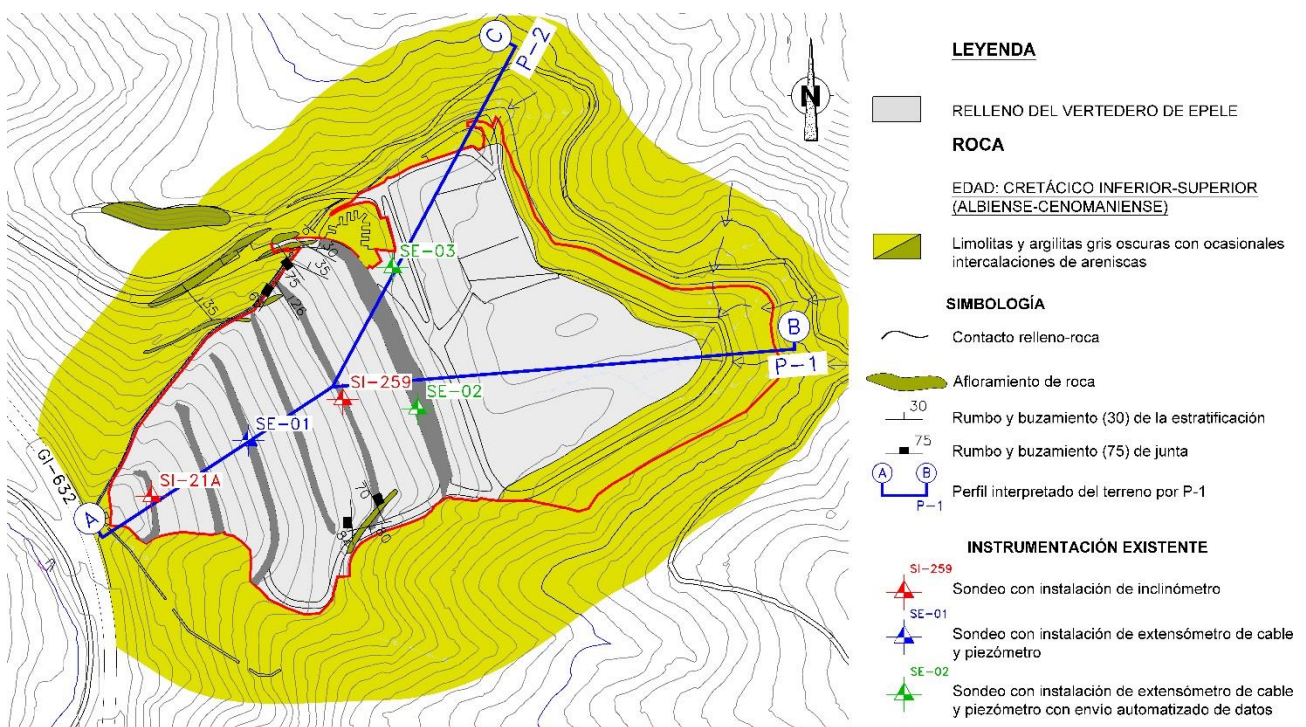 C
P-2
N
SE-03
30
35
75
65
26
35
B
P-1
SI-259
SE-02
SE-01
SI-21A
70
80
84
GI-632
A
LEYENDA
RELLENO DEL VERTEDERO DE EPELE
ROCA
EDAD: CRETÁCICO INFERIOR-SUPERIOR
(ALBIENSE-CENOMANIENSE)
Limolitas y argilitas gris oscuras con ocasionales
intercalaciones de areniscas
SIMBOLOGÍA
Contacto relleno-roca
Afloramiento de roca
30
Rumbo y buzamiento (30) de la estratificación
75
Rumbo y buzamiento (75) de junta
A B
P-1
Perfil interpretado del terreno por P-1
INSTRUMENTACIÓN EXISTENTE
SI-259
Sondeo con instalación de inclinómetro
SE-01
Sondeo con instalación de extensómetro de cable
y piezómetro
SE-02
Sondeo con instalación de extensómetro de cable
y piezómetro con envío automatizado de datos